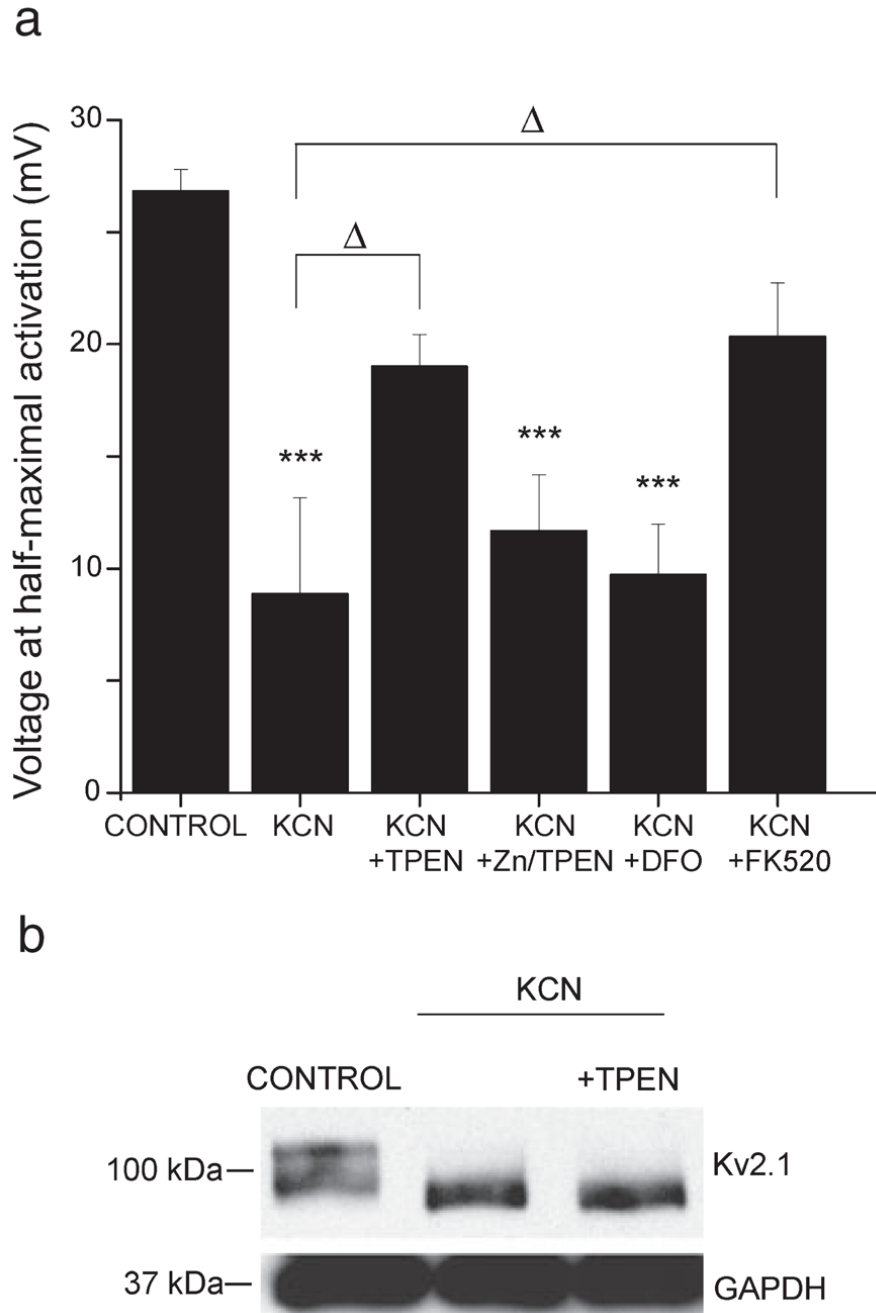 a
Voltage at half-maximal activation (mV)
30
20
10
0
Δ
Δ
***
***
***
CONTROL
KCN
KCN
+TPEN
KCN
+Zn/TPEN
KCN
+DFO
KCN
+FK520
b
KCN
CONTROL
+TPEN
100 kDa
Kv2.1
37 kDa
GAPDH